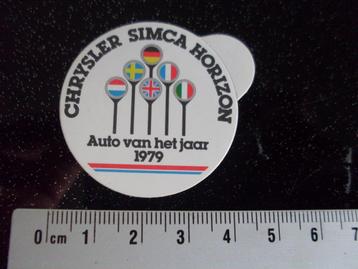 CHRYSLER SIMCA HORIZON
Auto van het jaar
1979
0 cm 1 2 3 4 5 6 7